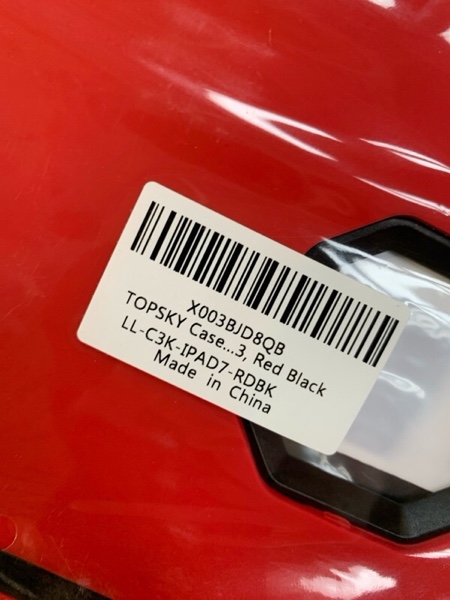 X003BJD8QB
TOPSKY Case...3, Red Black
LL-C3K-IPAD7-RDBK
Made in China